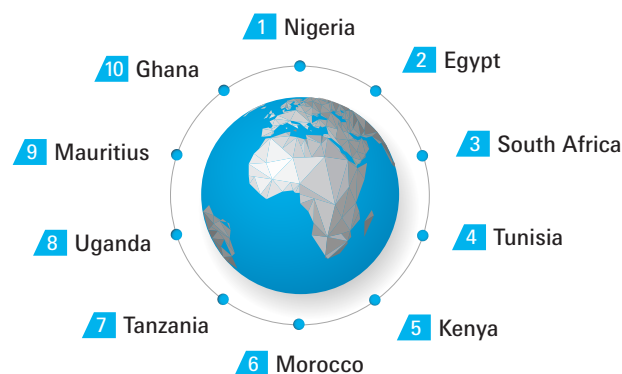 1 Nigeria
2 Egypt
3 South Africa
4 Tunisia
5 Kenya
6 Morocco
7 Tanzania
8 Uganda
9 Mauritius
10 Ghana